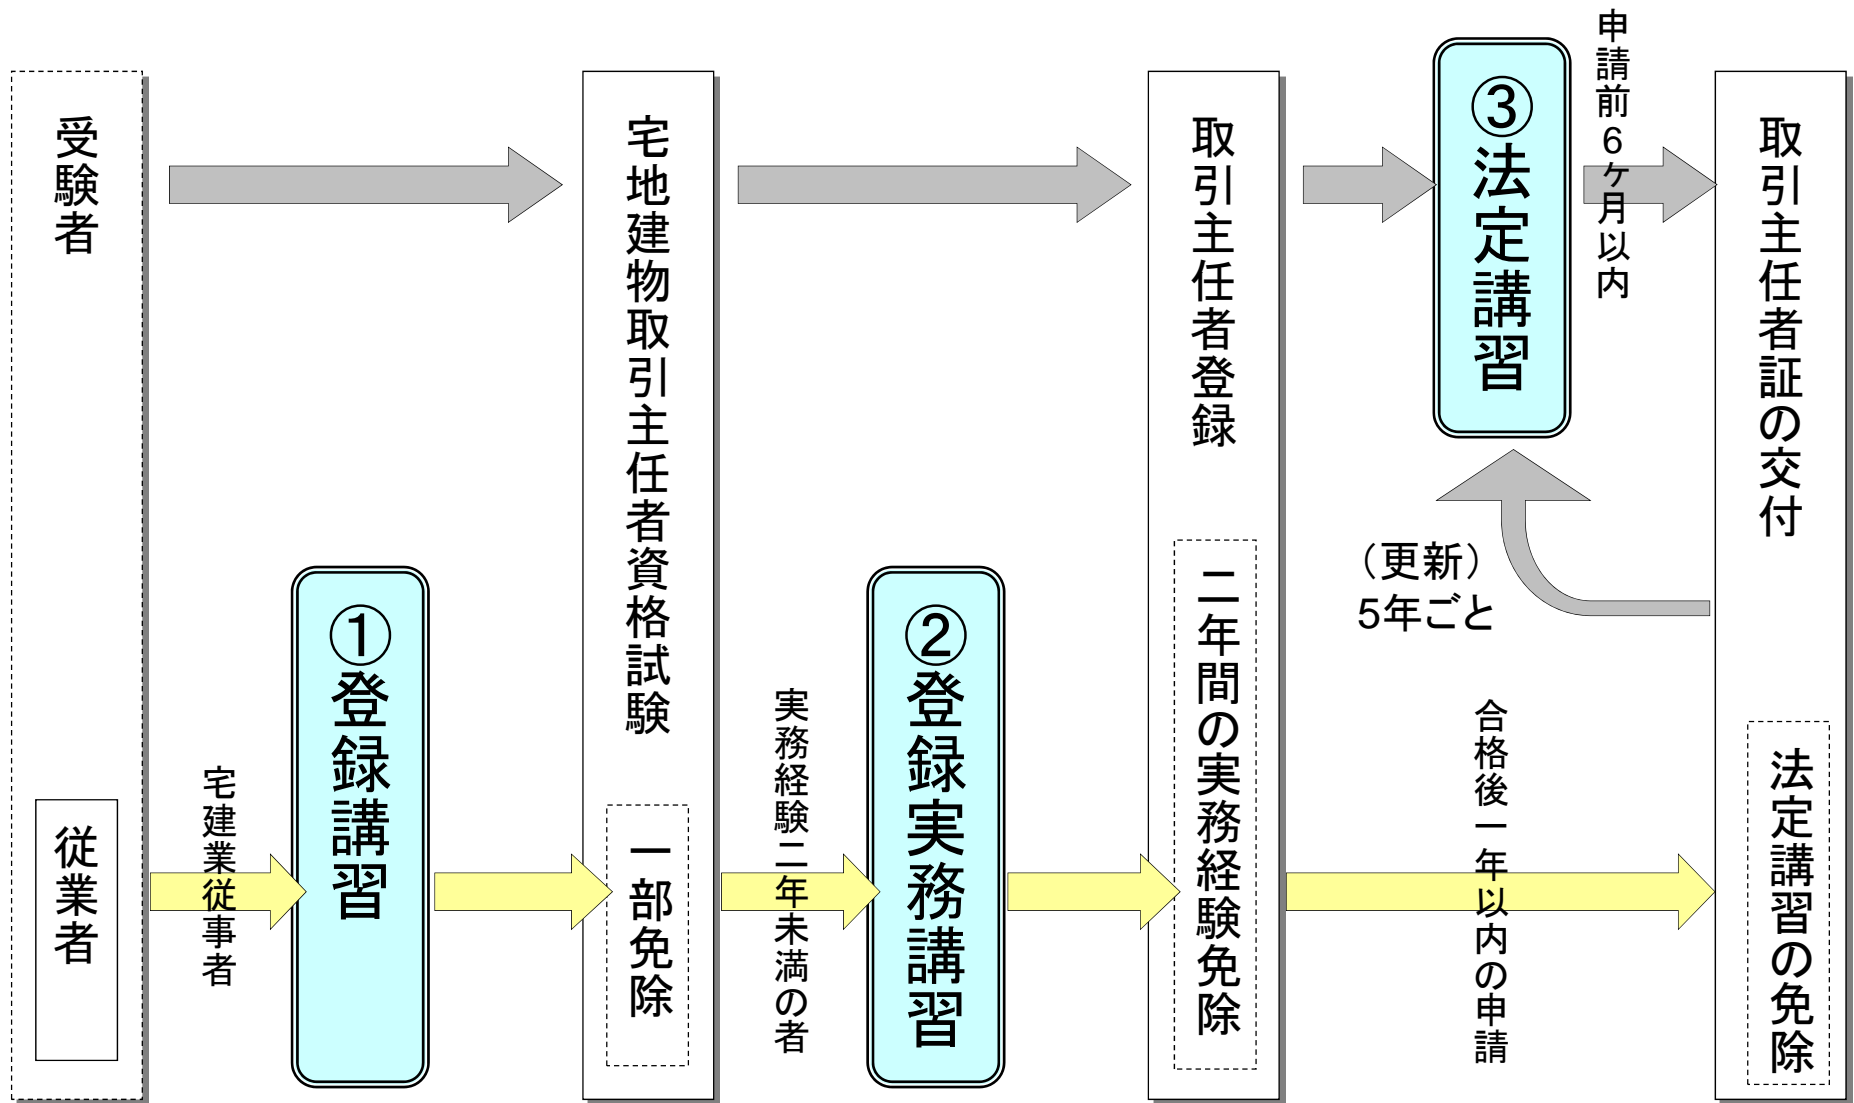 受験者
従業者
宅建業従事者
①登録講習
宅地建物取引主任者資格試験
一部免除
実務経験二年未満の者
②登録実務講習
取引主任者登録
二年間の実務経験免除
③法定講習
申請前6ヶ月以内
(更新)
5年ごと
合格後一年以内の申請
取引主任者証の交付
法定講習の免除